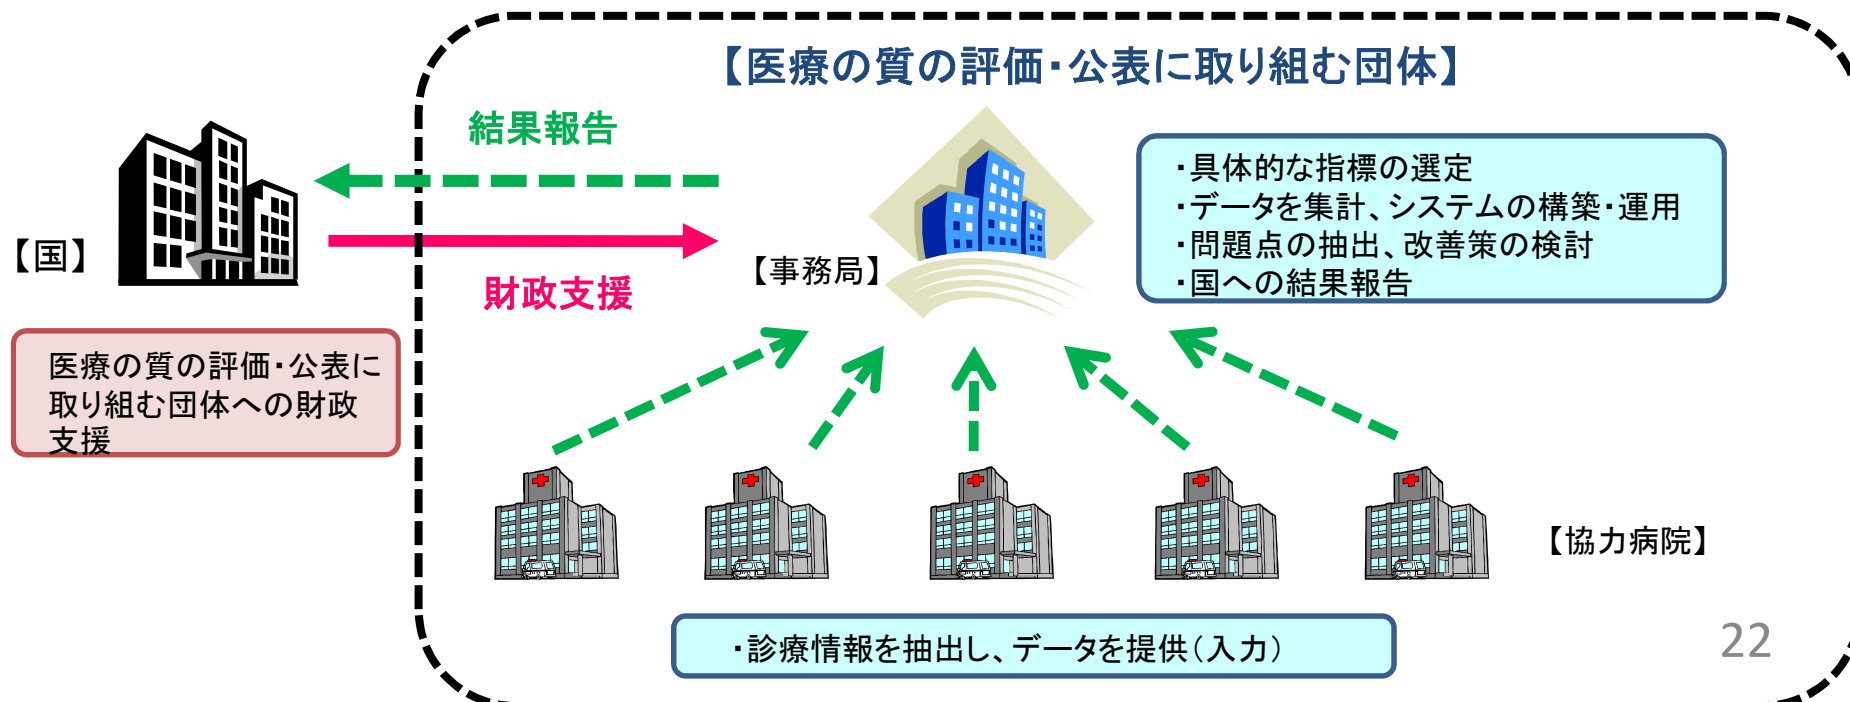 【医療の質の評価・公表に取り組む団体】
結果報告
【国】
財政支援
【事務局】
・具体的な指標の選定
・データを集計、システムの構築・運用
・問題点の抽出、改善策の検討
・国への結果報告
医療の質の評価・公表に
取り組む団体への財政
支援
【協力病院】
・診療情報を抽出し、データを提供（入力）
22